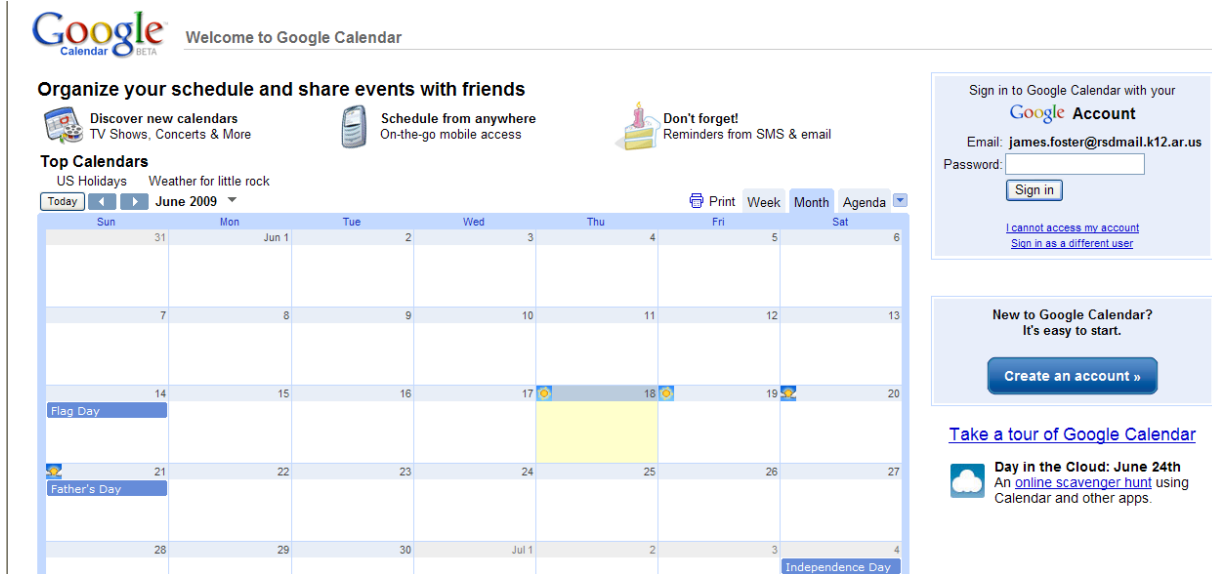 Google
Calendar BETA
Welcome to Google Calendar
Organize your schedule and share events with friends
Discover new calendars
TV Shows, Concerts & More
Schedule from anywhere
On-the-go mobile access
Don't forget!
Reminders from SMS & email
Top Calendars
US Holidays Weather for little rock
Today June 2009 Print Week Month Agenda
Sun Mon Tue Wed Thu Fri Sat
31 Jun 1 2 3 4 5 6
7 8 9 10 11 12 13
14 15 16 17 18 19 20
Flag Day
21 22 23 24 25 26 27
Father's Day
28 29 30 Jul 1 2 3 4
Independence Day
Sign in to Google Calendar with your
Google Account
Email: james.foster@rsdmail.k12.ar.us
Password:
Sign in
I cannot access my account
Sign in as a different user
New to Google Calendar?
It's easy to start.
Create an account »
Take a tour of Google Calendar
Day in the Cloud: June 24th
An online scavenger hunt using
Calendar and other apps.